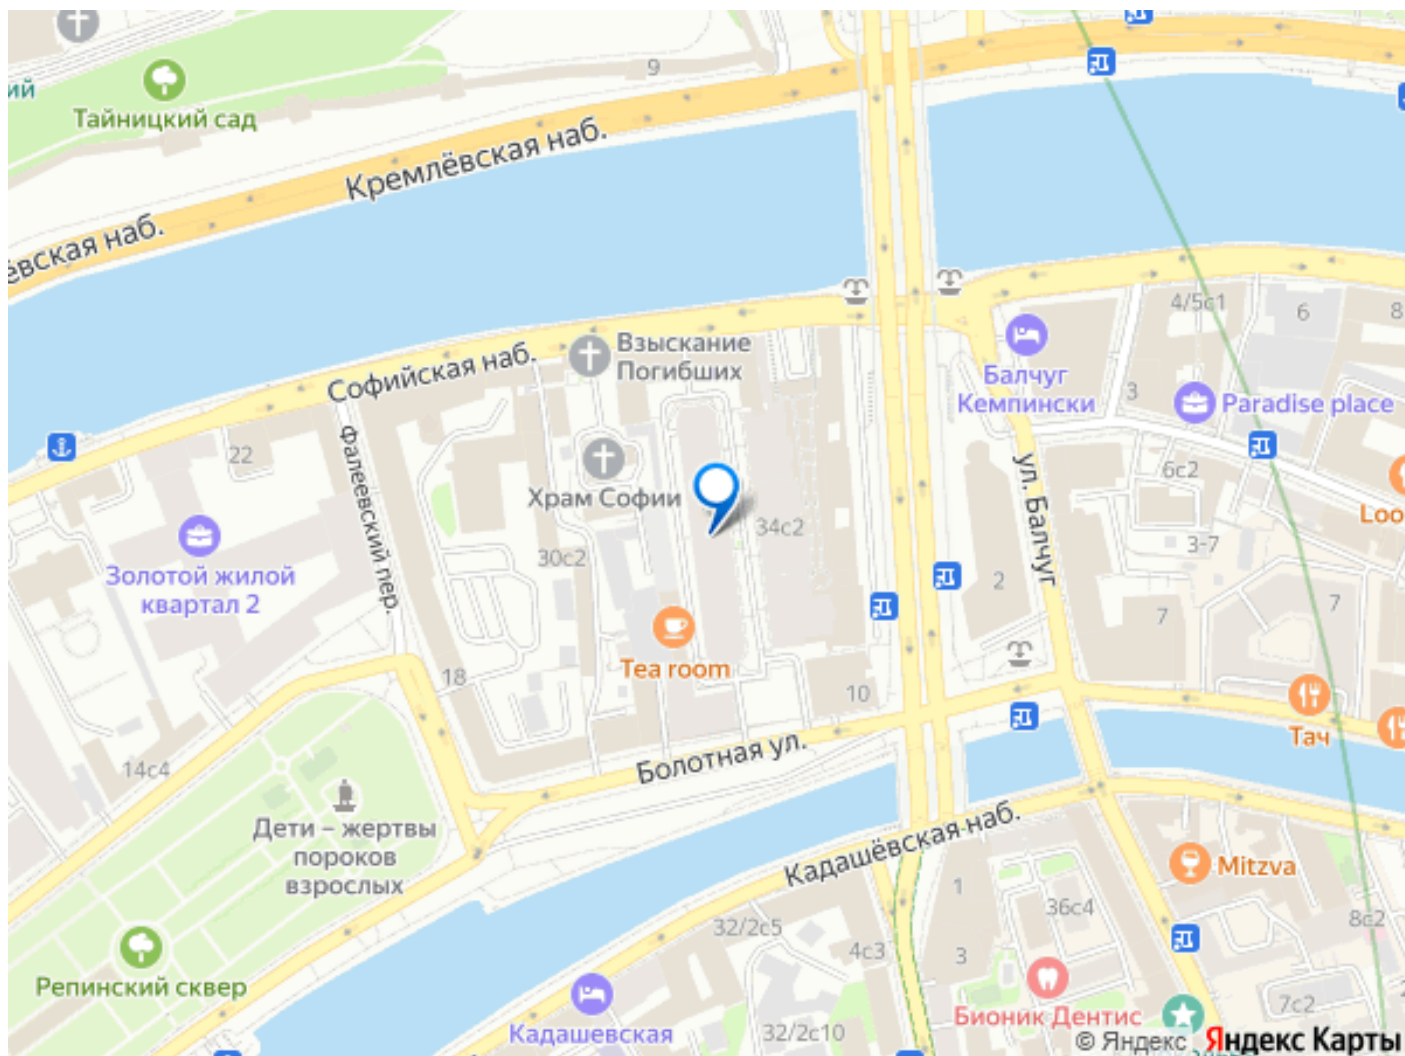 ий
Тайницкий сад
9
Кремлёвская наб.
ёвская наб.
4/5с1
6
8
Взыскание
Погибших
Софийская наб.
Балчуг
Кемпински
3
Paradise place
22
Фалеевский пер.
Храм Софии
34с2
ул. Балчуг
6с2
Loo
3-7
30с2
Золотой жилой
квартал 2
2
7
7
Tea room
18
10
Тач
14с4
Болотная ул.
Дети – жертвы
пороков
взрослых
Кадашёвская наб.
Mitzva
1
36с4
8с2
32/2с5
4с3
3
Репинский сквер
Кадашевская
32/2с10
Бионик Дентис
7с2
2
© Яндекс Яндекс Карты